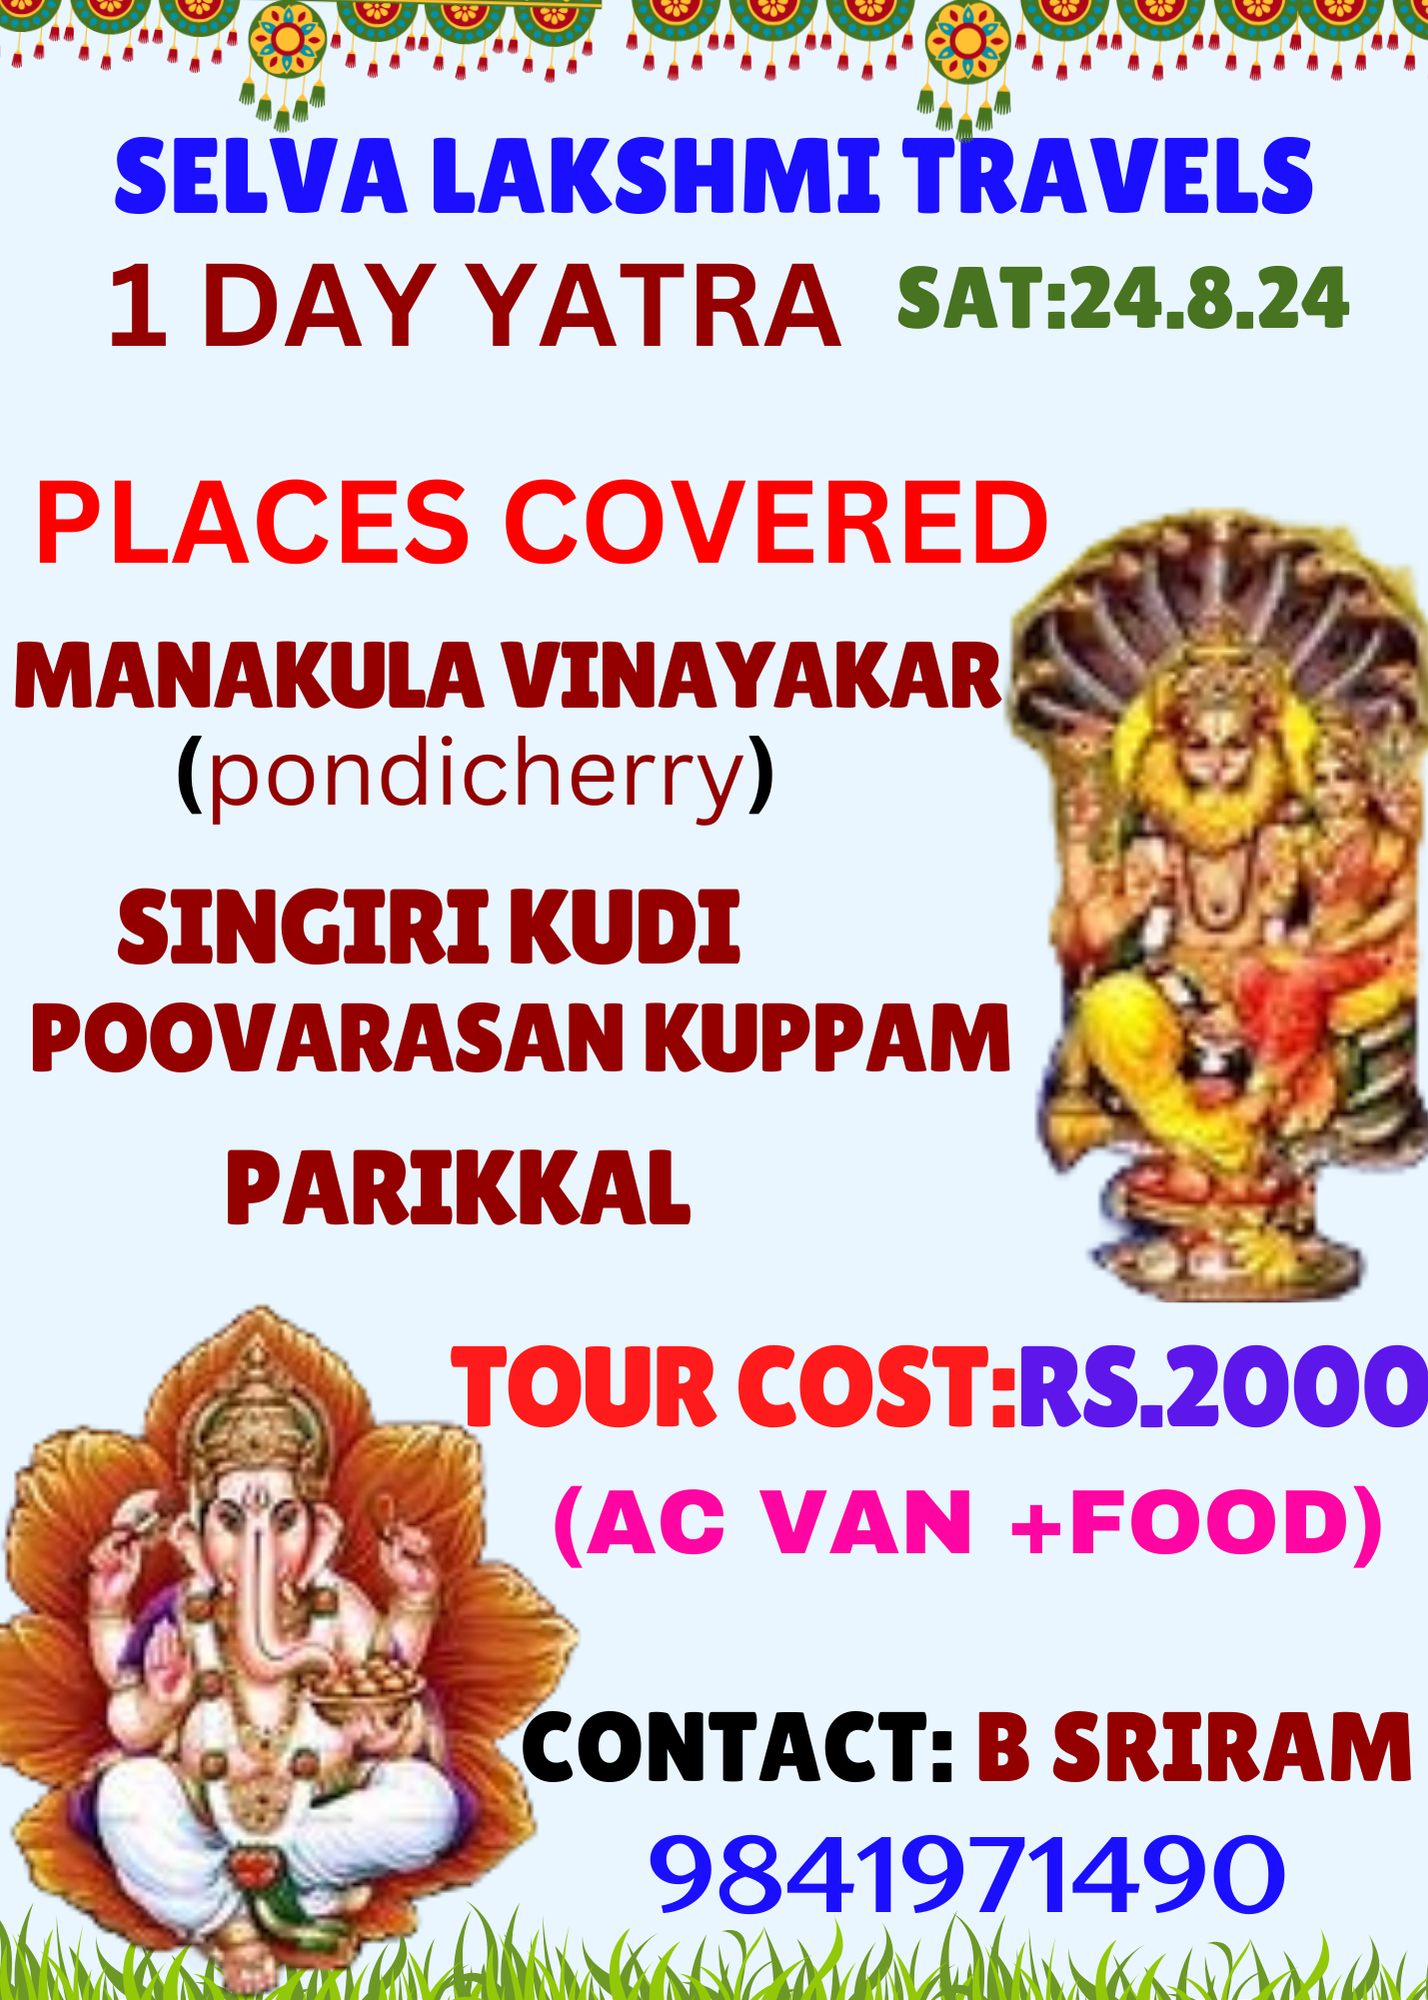 SELVA LAKSHMI TRAVELS
1 DAY YATRA SAT:24.8.24
PLACES COVERED
MANAKULA VINAYAKAR
(pondicherry)
SINGIRI KUDI
POOVARASAN KUPPAM
PARIKKAL
TOUR COST:RS.2000
(AC VAN +FOOD)
CONTACT: B SRIRAM
9841971490